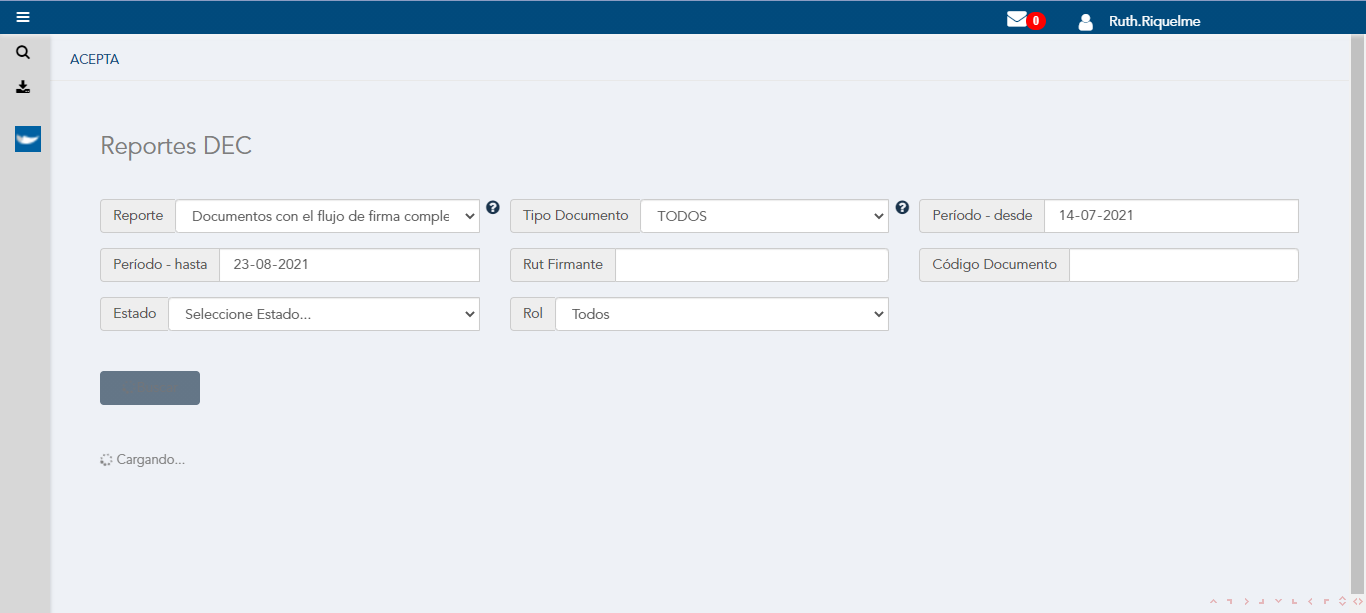 0
Ruth.Riquelme
ACEPTA
Reportes DEC
Reporte Documentos con el flujo de firma comple
Tipo Documento TODOS
Período - desde 14-07-2021
Período - hasta 23-08-2021
Rut Firmante
Código Documento
Estado Seleccione Estado...
Rol Todos
Cargando...